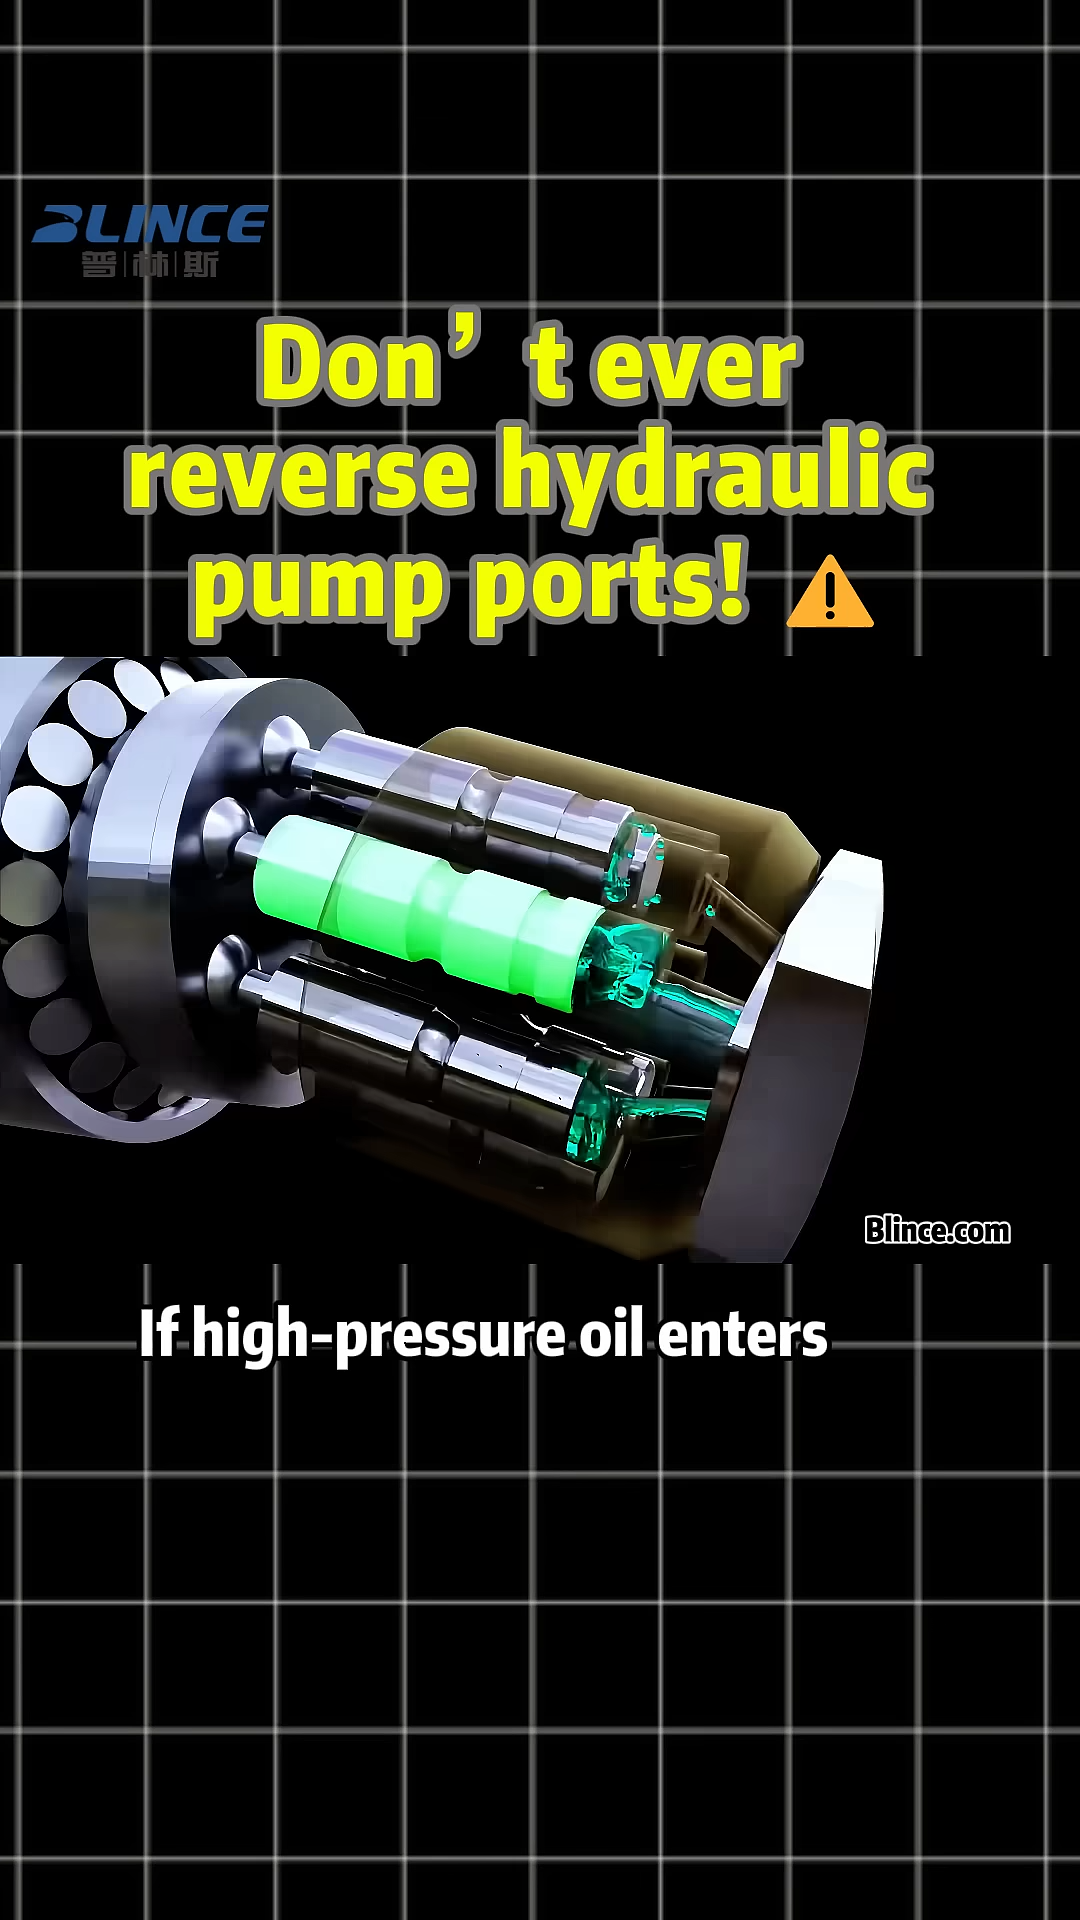 BLINCE
普|林|斯
Don’t ever
reverse hydraulic
pump ports! ⚠
Blince.com
If high-pressure oil enters